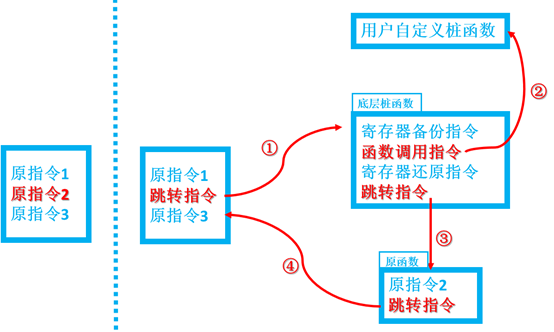 用户自定义桩函数
②
底层桩函数
寄存器备份指令
函数调用指令
寄存器还原指令
跳转指令
①
原指令1
原指令2
原指令3
原指令1
跳转指令
原指令3
③
④
原函数
原指令2
跳转指令